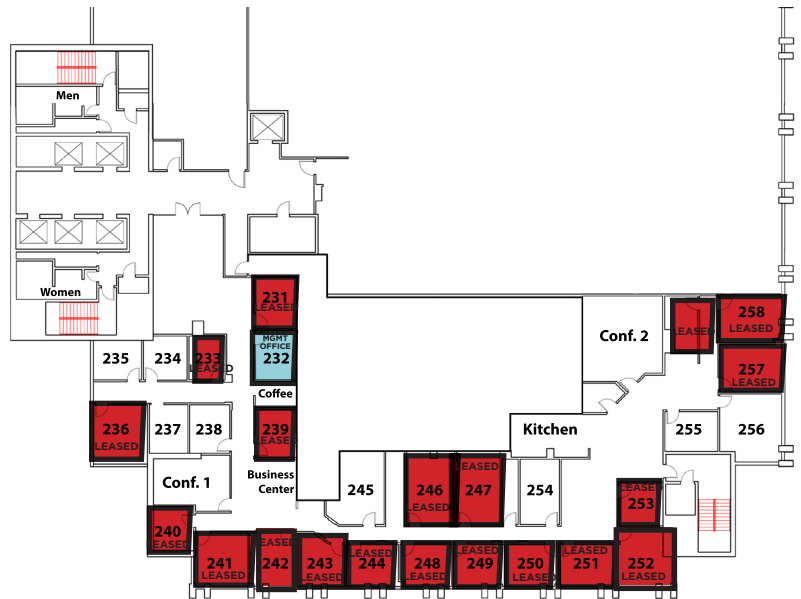 Men
Women
231
LEASED
MGMT
OFFICE
232
Coffee
235
234
233
LEASED
236
LEASED
237
238
239
LEASED
Conf. 1
Business
Center
240
LEASED
241
LEASED
LEASED
242
243
LEASED
LEASED
244
245
246
LEASED
LEASED
247
248
LEASED
LEASED
249
250
LEASED
LEASED
251
252
LEASED
LEASED
253
254
Kitchen
Conf. 2
LEASED
258
LEASED
257
LEASED
255
256